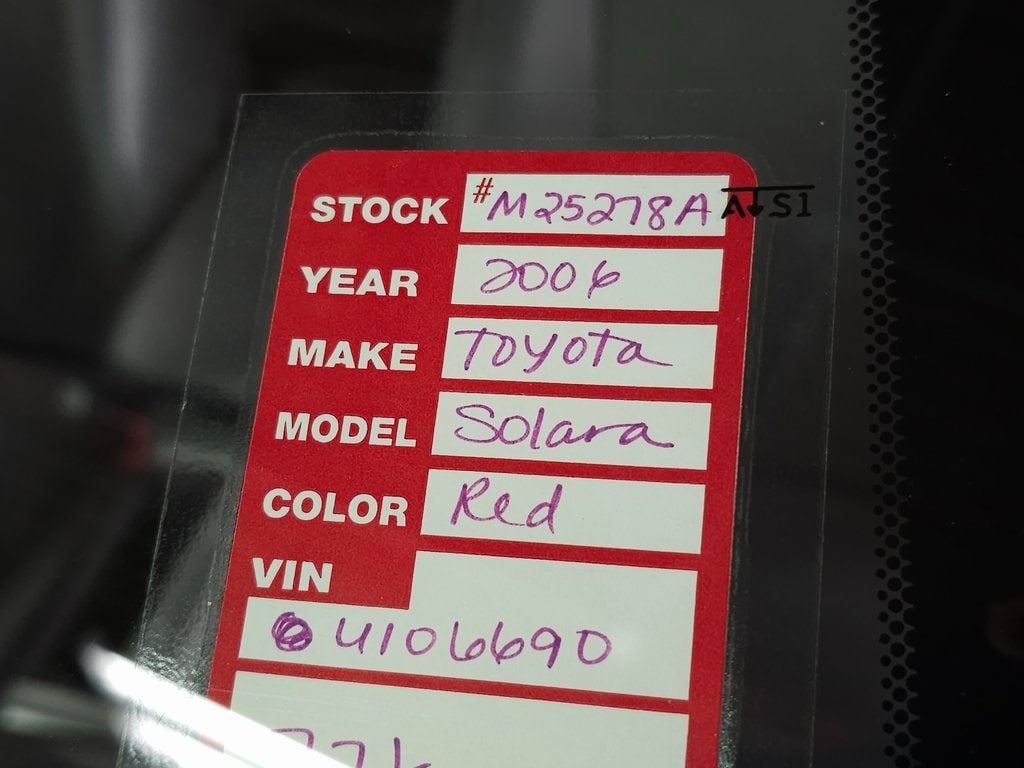 STOCK #M25278A A↓S1
YEAR 2006
MAKE Toyota
MODEL Solara
COLOR Red
VIN
4106690